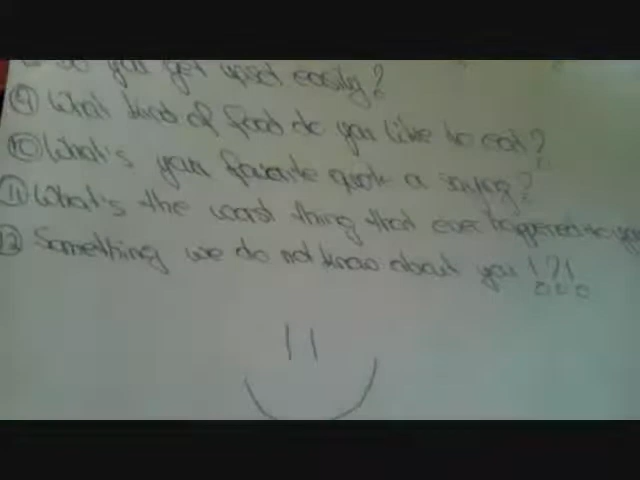 Do you get upset easily?
9 What kind of food do you like to eat?
10 What's your favorite quote or saying?
11 What's the worst thing that ever happened to you
12 Something we do not know about you!?!